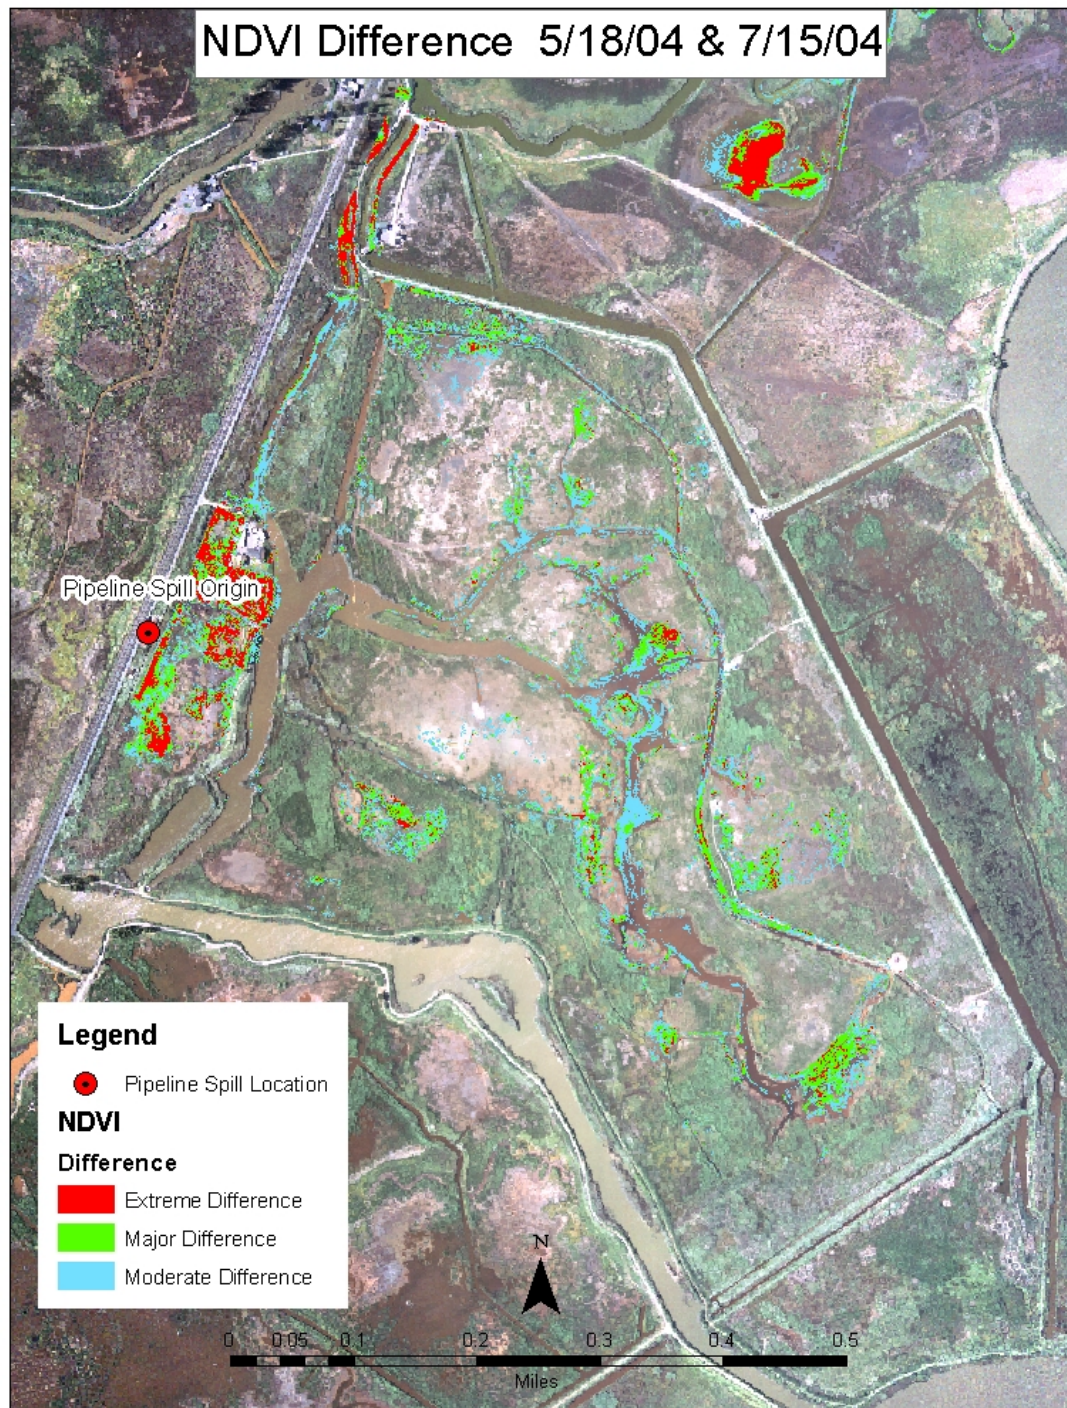 NDVI Difference 5/18/04 & 7/15/04
Pipeline Spill Origin
Legend
Pipeline Spill Location
NDVI
Difference
Extreme Difference
Major Difference
Moderate Difference
N
0 0.05 0.1 0.2 0.3 0.4 0.5
Miles